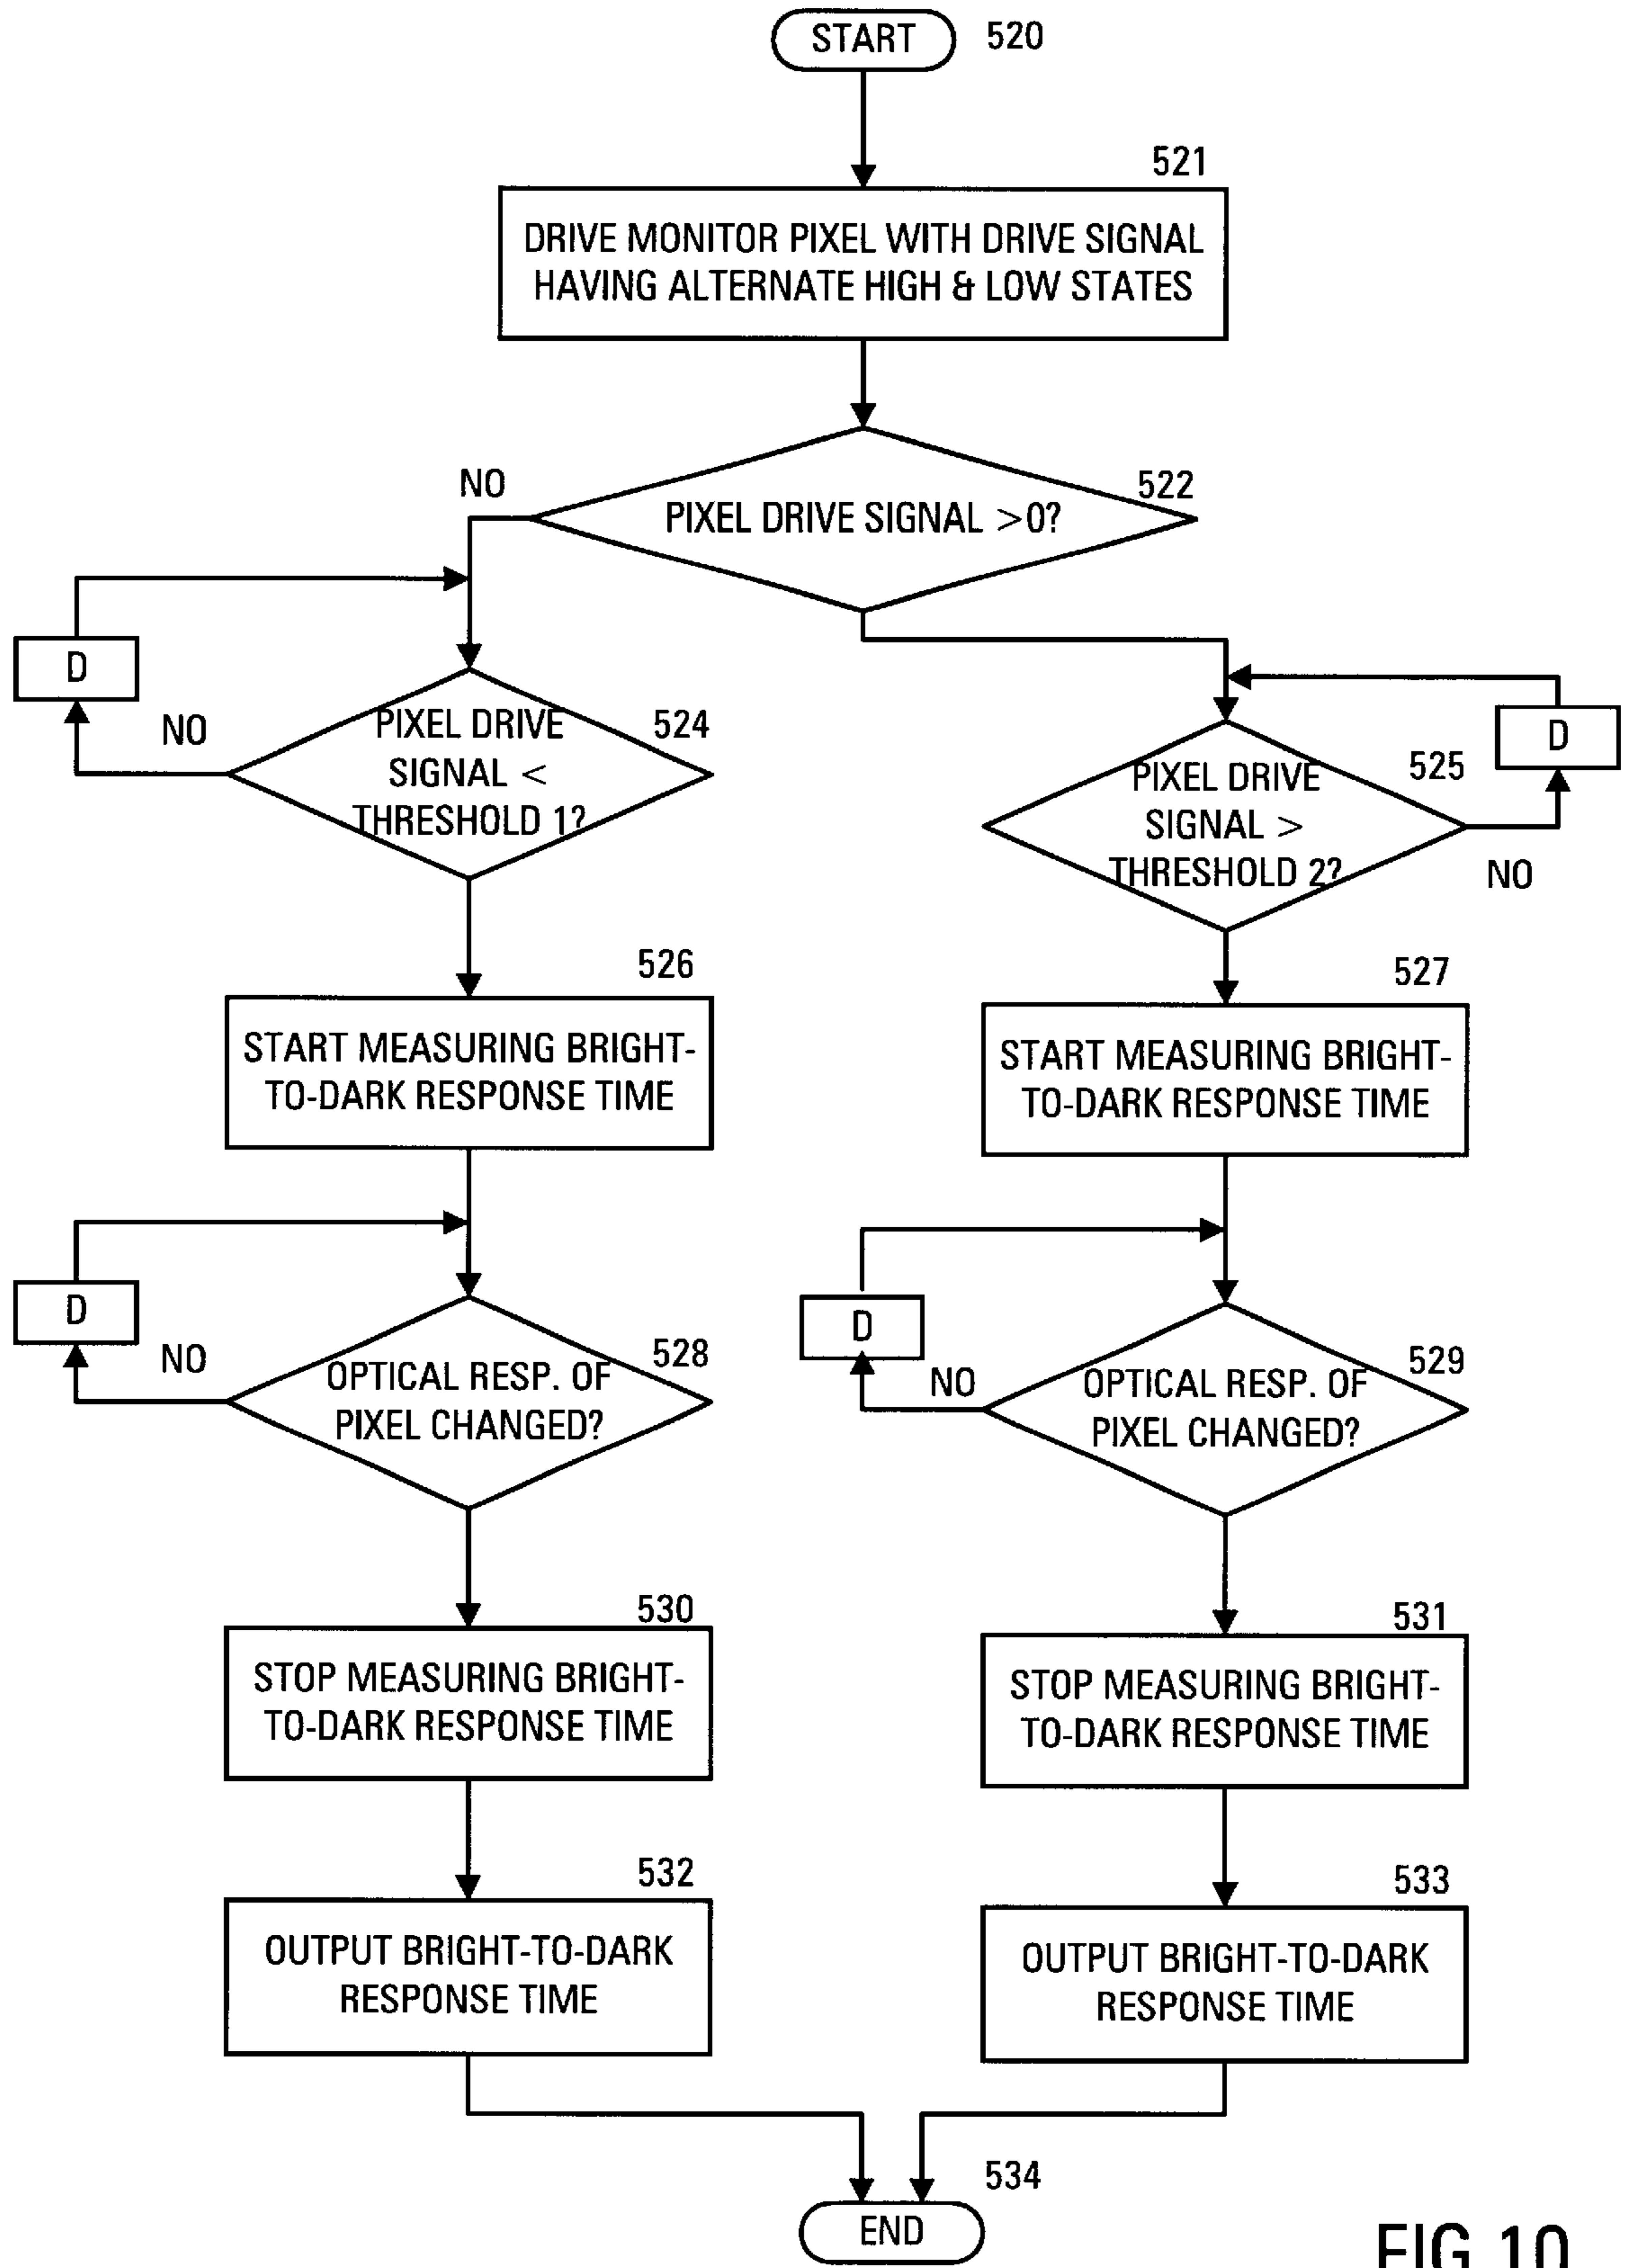 START
520
521
DRIVE MONITOR PIXEL WITH DRIVE SIGNAL
HAVING ALTERNATE HIGH & LOW STATES
NO
522
PIXEL DRIVE SIGNAL >0?
D
NO
PIXEL DRIVE
SIGNAL <
THRESHOLD 1?
524
D
525
PIXEL DRIVE
SIGNAL >
THRESHOLD 2?
NO
526
START MEASURING BRIGHT-
TO-DARK RESPONSE TIME
527
START MEASURING BRIGHT-
TO-DARK RESPONSE TIME
D
NO
528
OPTICAL RESP. OF
PIXEL CHANGED?
D
NO
529
OPTICAL RESP. OF
PIXEL CHANGED?
530
STOP MEASURING BRIGHT-
TO-DARK RESPONSE TIME
531
STOP MEASURING BRIGHT-
TO-DARK RESPONSE TIME
532
OUTPUT BRIGHT-TO-DARK
RESPONSE TIME
533
OUTPUT BRIGHT-TO-DARK
RESPONSE TIME
534
END
FIG.10